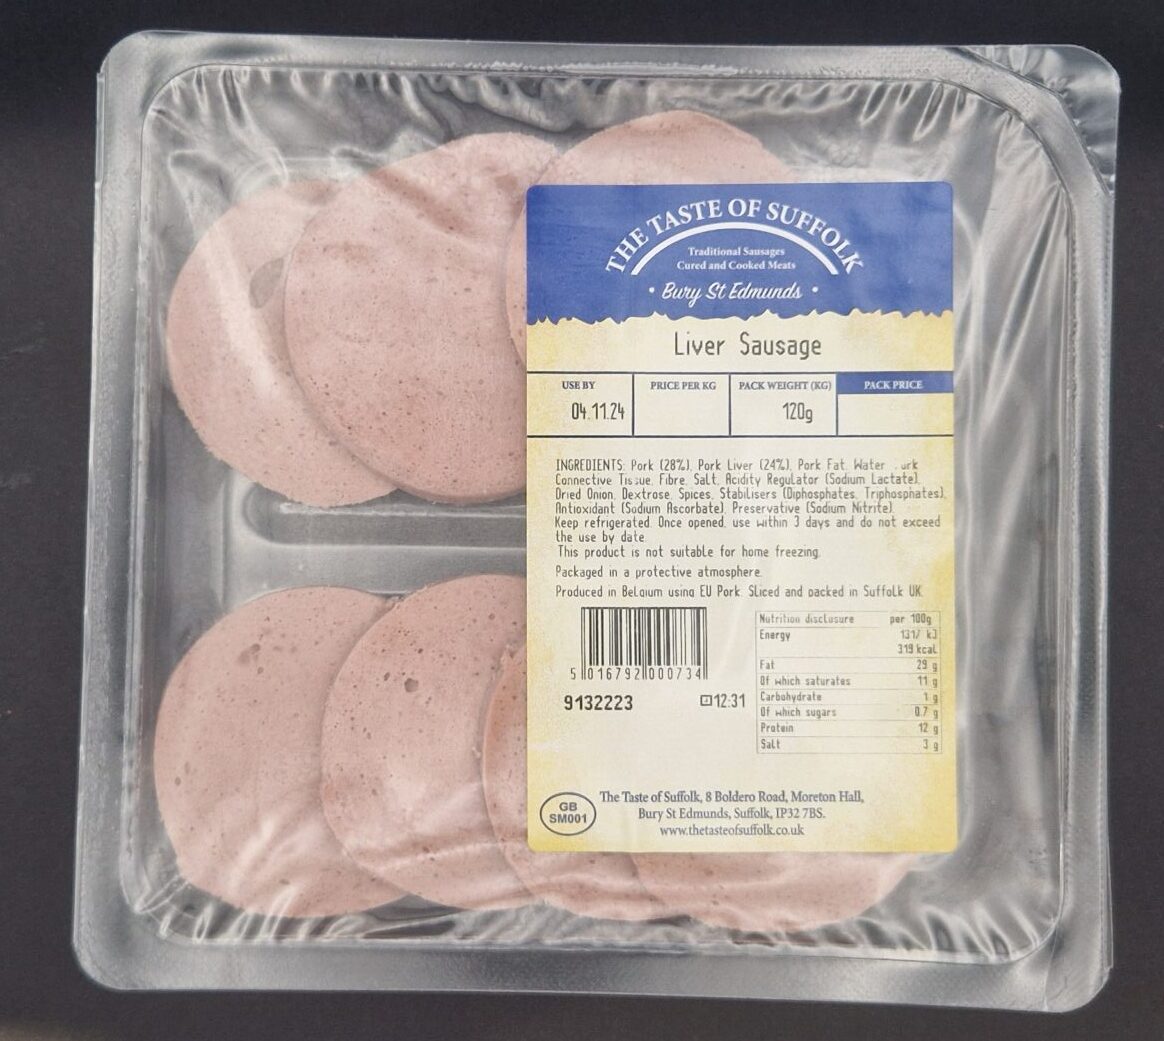 THE TASTE OF SUFFOLK
Traditional Sausages
Cured and Cooked Meats
• Bury St Edmunds •
Liver Sausage
USE BY
04.11.24
PRICE PER KG
PACK WEIGHT (KG)
120g
PACK PRICE
INGREDIENTS: Pork (28%), Pork Liver (24%), Pork Fat, Water
Connective Tissue, Fibre, Salt, Acidity Regulator (Sodium Lactate),
Dried Onion, Dextrose, Spices, Stabilisers (Diphosphates, Triphosphates),
Antioxidant (Sodium Ascorbate), Preservative (Sodium Nitrite).
Keep refrigerated. Once opened, use within 3 days and do not exceed
the use by date.
This product is not suitable for home freezing.
Packaged in a protective atmosphere.
Produced in Belgium using EU Pork. Sliced and packed in Suffolk UK.
5 016792 000734
9132223
12:31
Nutrition disclosure per 100g
Energy 1317 kJ
319 kcal
Fat 29 g
Of which saturates 11 g
Carbohydrate 1 g
Of which sugars 0.7 g
Protein 12 g
Salt 3 g
GB
SM001
The Taste of Suffolk, 8 Boldero Road, Moreton Hall,
Bury St Edmunds, Suffolk, IP32 7BS.
www.thetasteofsuffolk.co.uk